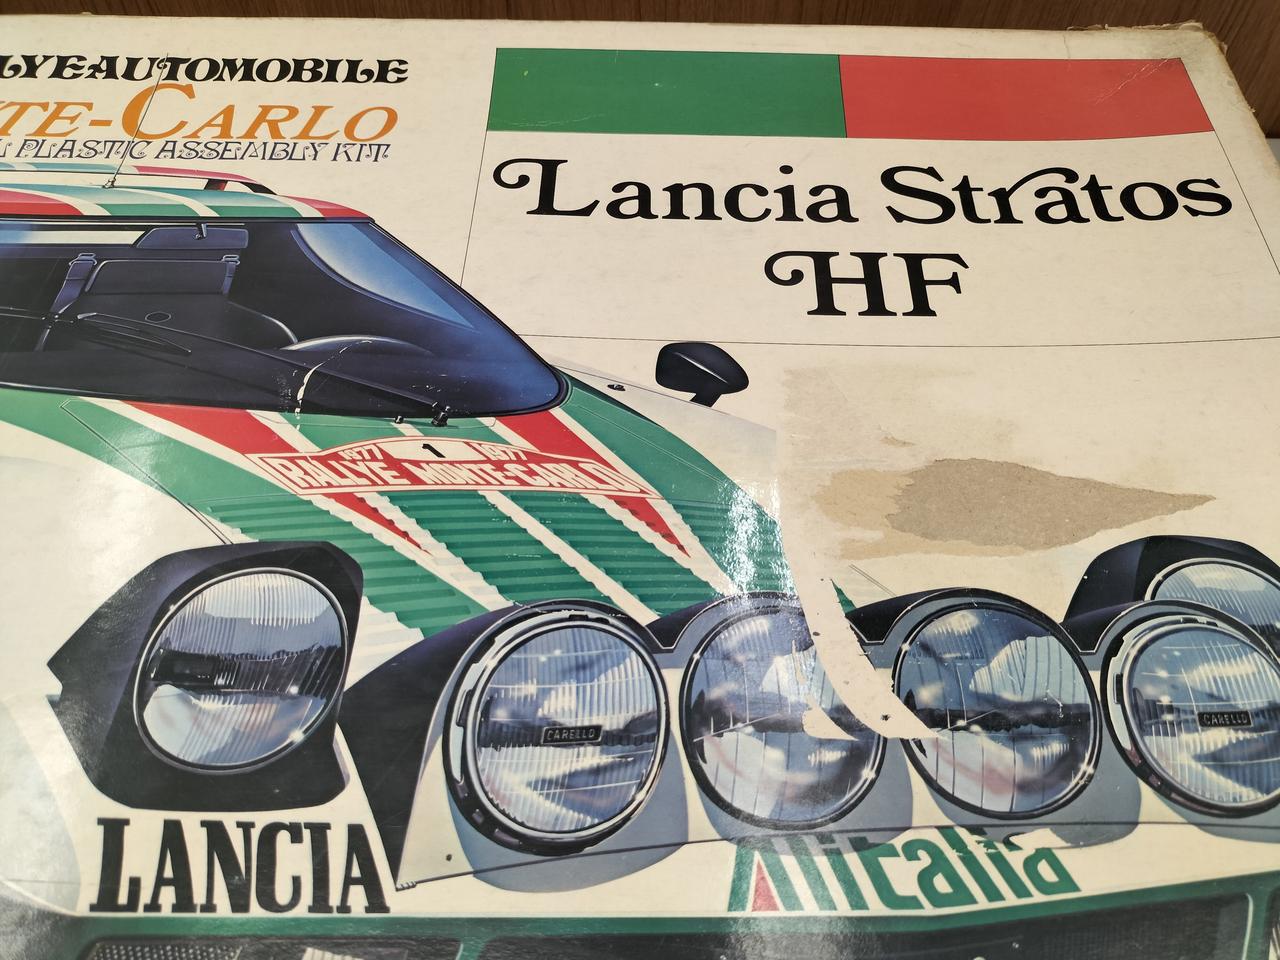 LYEAUTOMOBILE
TE-CARLO
L PLASTIC ASSEMBLY KIT
Lancia Stratos
HF
1977 1 1977
RALLYE MONTE-CARLO
CARELLO
CARELLO
LANCIA
Alitalia